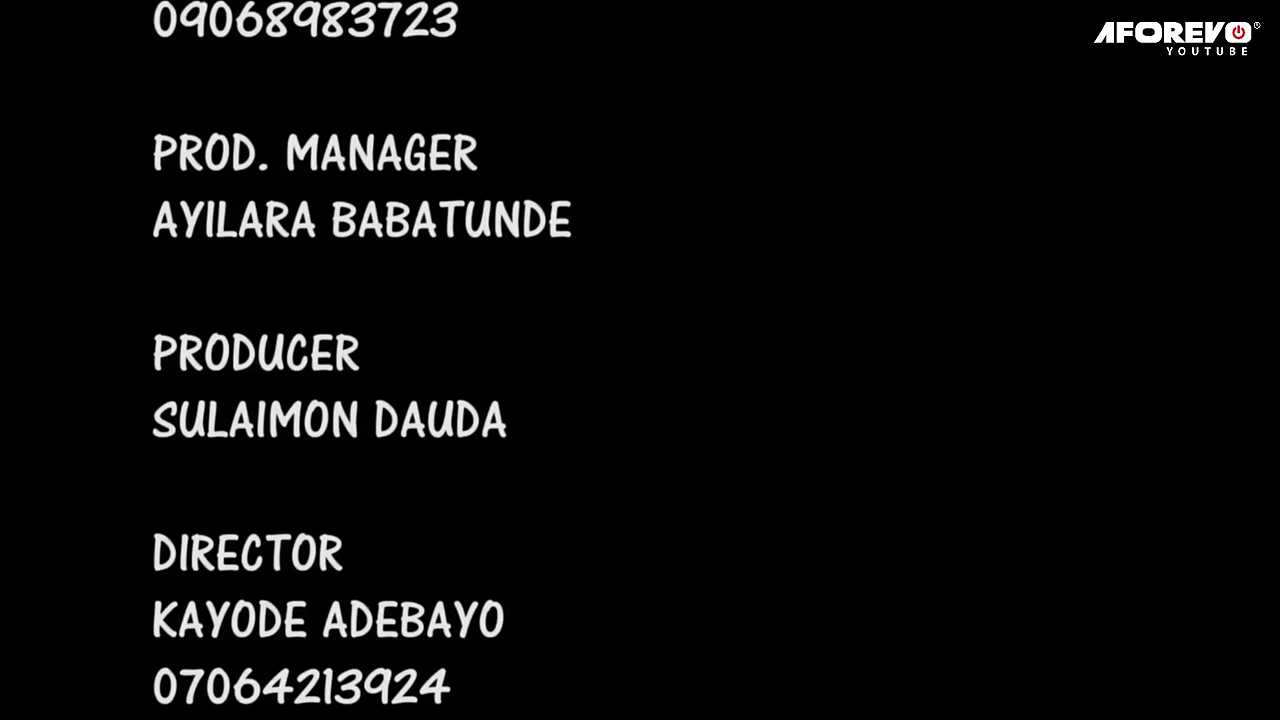 09068983723
AFOREVO®
YOUTUBE
PROD. MANAGER
AYILARA BABATUNDE
PRODUCER
SULAIMON DAUDA
DIRECTOR
KAYODE ADEBAYO
07064213924